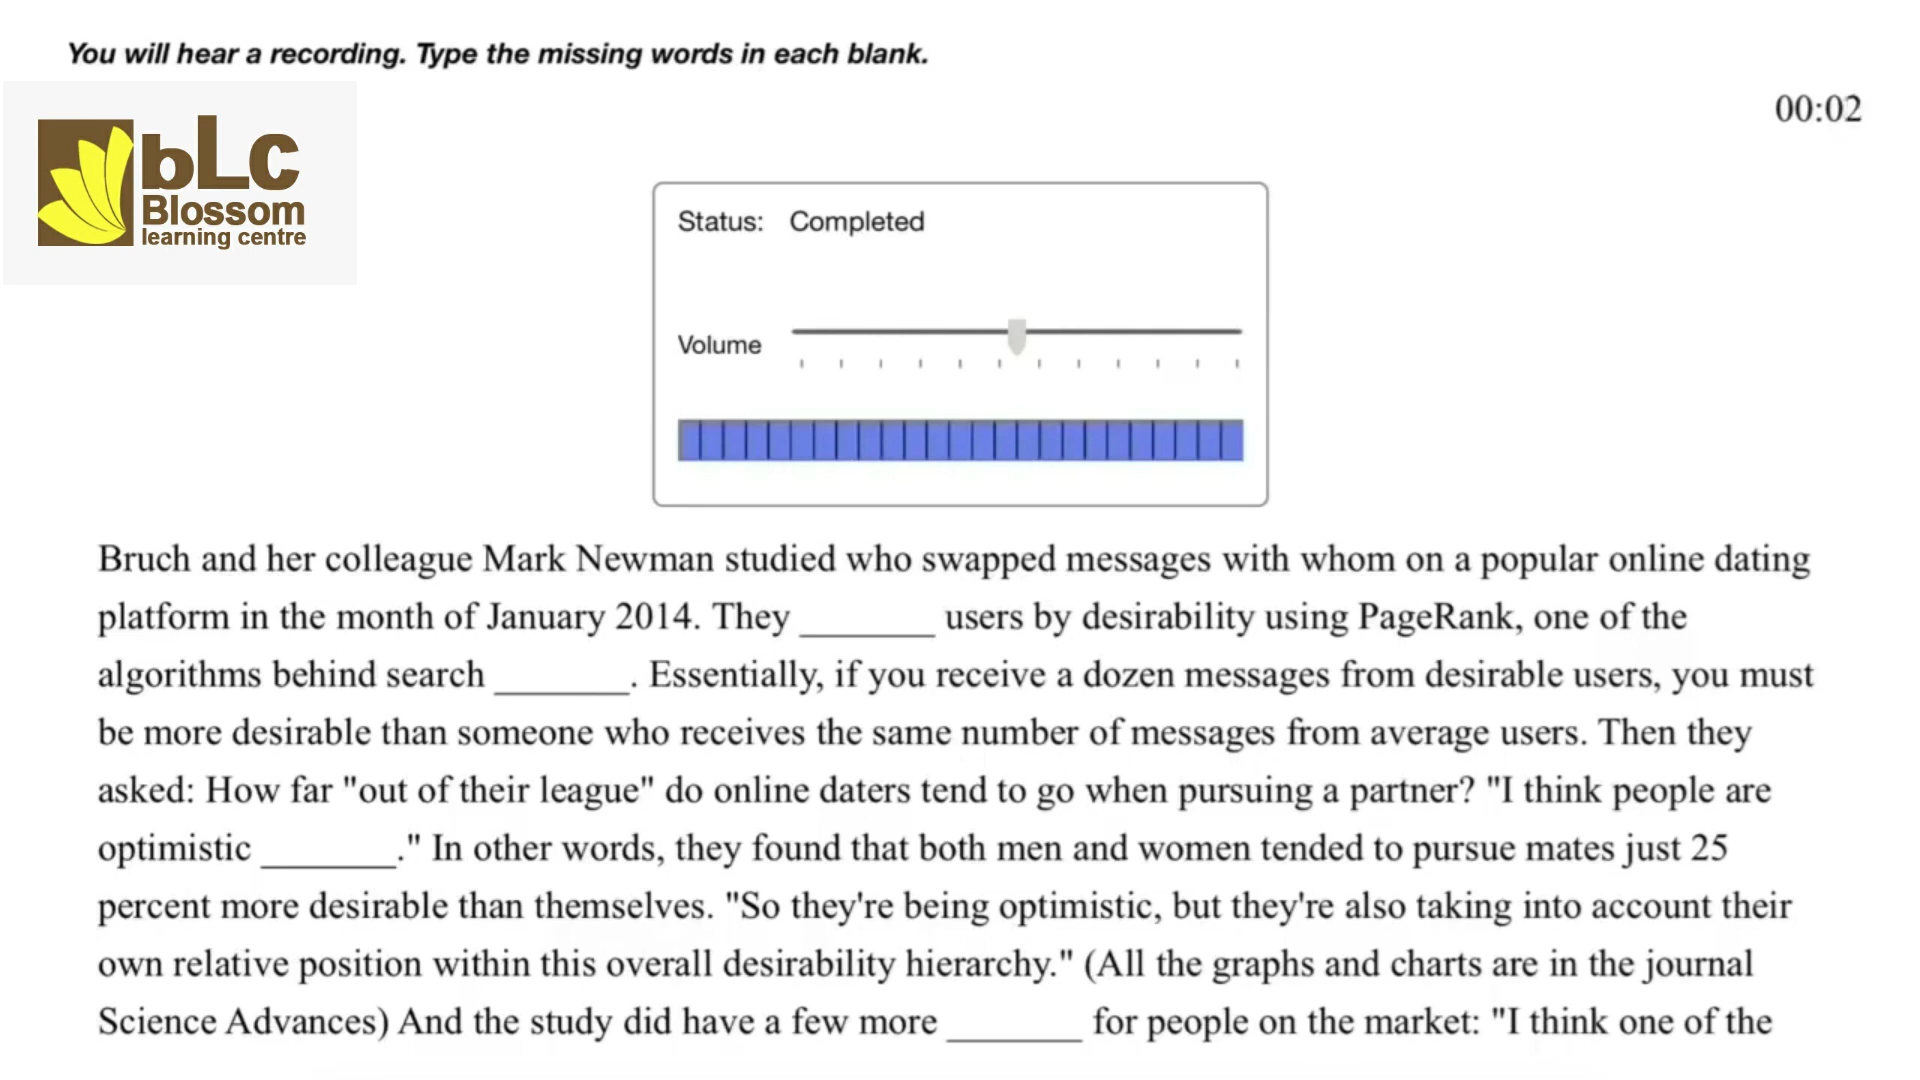 You will hear a recording. Type the missing words in each blank.
00:02
bLC
Blossom
learning centre
Status: Completed
Volume
Bruch and her colleague Mark Newman studied who swapped messages with whom on a popular online dating
platform in the month of January 2014. They _______ users by desirability using PageRank, one of the
algorithms behind search _______. Essentially, if you receive a dozen messages from desirable users, you must
be more desirable than someone who receives the same number of messages from average users. Then they
asked: How far "out of their league" do online daters tend to go when pursuing a partner? "I think people are
optimistic _______." In other words, they found that both men and women tended to pursue mates just 25
percent more desirable than themselves. "So they're being optimistic, but they're also taking into account their
own relative position within this overall desirability hierarchy." (All the graphs and charts are in the journal
Science Advances) And the study did have a few more _______ for people on the market: "I think one of the